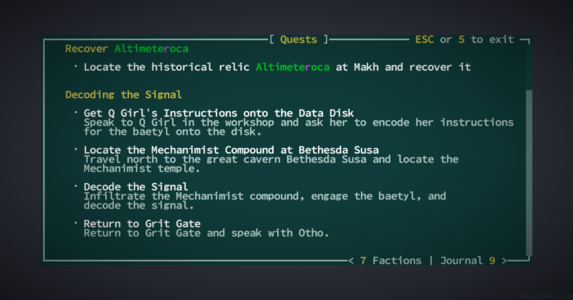 [ Quests ]
ESC or 5 to exit
Recover Altimeteroca
· Locate the historical relic Altimeteroca at Makh and recover it
Decoding the Signal
· Get Q Girl's Instructions onto the Data Disk
Speak to Q Girl in the workshop and ask her to encode her instructions
for the baetyl onto the disk.
· Locate the Mechanimist Compound at Bethesda Susa
Travel north to the great cavern Bethesda Susa and locate the
Mechanimist temple.
· Decode the Signal
Infiltrate the Mechanimist compound, engage the baetyl, and
decode the signal.
· Return to Grit Gate
Return to Grit Gate and speak with Otho.
< 7 Factions | Journal 9 >